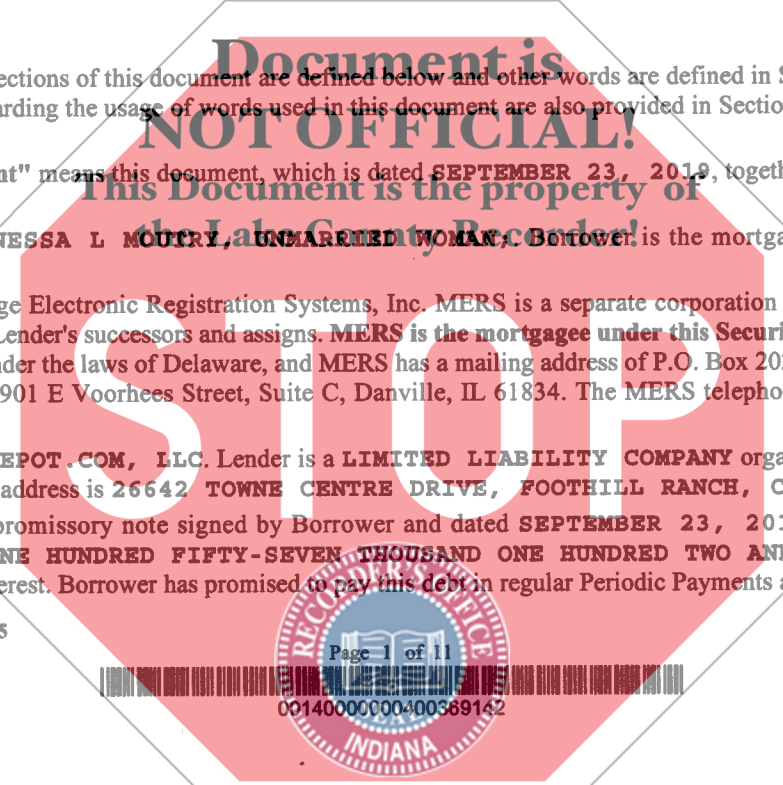 Document is
ections of this document are defined below and other words are defined in S
arding the usage of words used in this document are also provided in Sectio
NOT OFFICIAL!
nt" means this document, which is dated SEPTEMBER 23, 2019, togeth
This Document is the property of
the Lake County Recorder!
NESSA L MOUTRY, UNMARRIED WOMAN;. Borrower is the mortga
ge Electronic Registration Systems, Inc. MERS is a separate corporation
Lender's successors and assigns. MERS is the mortgagee under this Securi
nder the laws of Delaware, and MERS has a mailing address of P.O. Box 202
901 E Voorhees Street, Suite C, Danville, IL 61834. The MERS telepho
STOP
EPOT.COM, LLC. Lender is a LIMITED LIABILITY COMPANY orga
address is 26642 TOWNE CENTRE DRIVE, FOOTHILL RANCH, C
promissory note signed by Borrower and dated SEPTEMBER 23, 201
NE HUNDRED FIFTY-SEVEN THOUSAND ONE HUNDRED TWO AN
erest. Borrower has promised to pay this debt in regular Periodic Payments a
5
RECORDER'S OFFICE
Page 1 of 11
00140000000400369142
SEAL
INDIANA